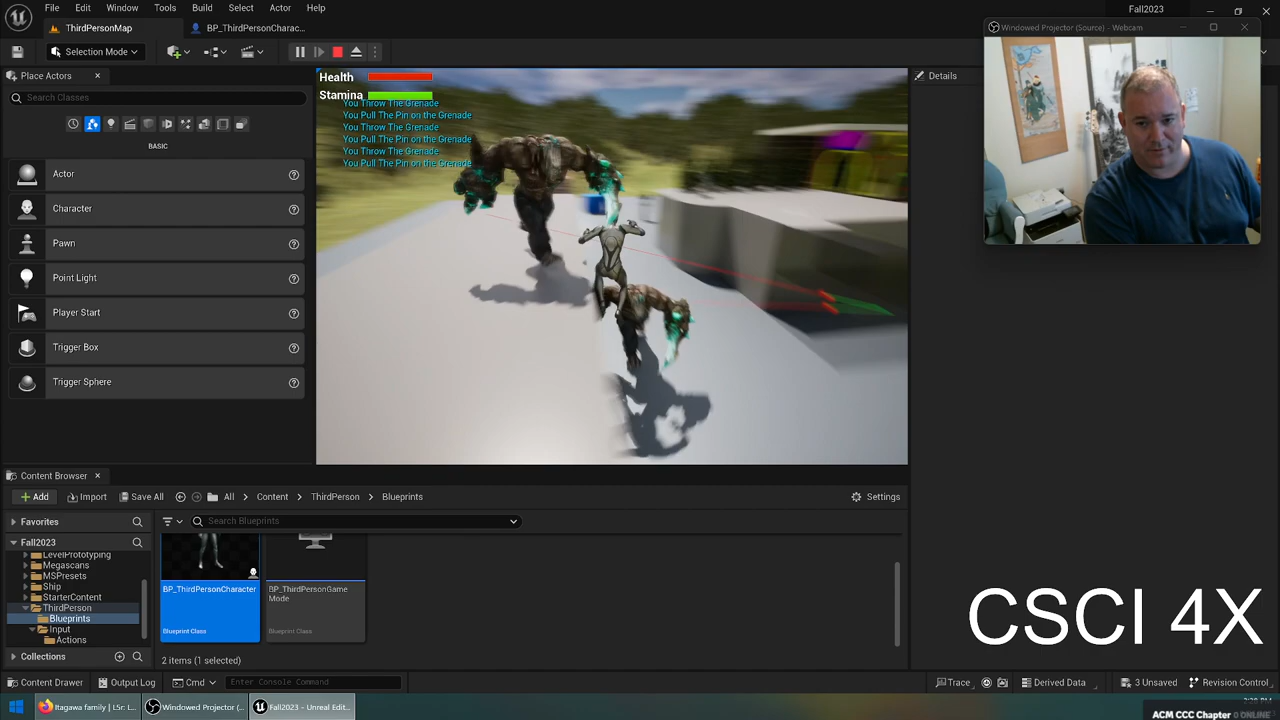 File Edit Window Tools Build Select Actor Help
Fall2023
ThirdPersonMap
BP_ThirdPersonCharac...
Windowed Projector (Source) - Webcam
Selection Mode
Place Actors
Search Classes
BASIC
Actor
Character
Pawn
Point Light
Player Start
Trigger Box
Trigger Sphere
Health
Stamina
You Throw The Grenade
You Pull The Pin on the Grenade
You Throw The Grenade
You Pull The Pin on the Grenade
You Throw The Grenade
You Pull The Pin on the Grenade
Details
Content Browser
Add Import Save All All Content ThirdPerson Blueprints Settings
Favorites
Search Blueprints
Fall2023
LevelPrototyping
Megascans
MSPresets
Ship
StarterContent
ThirdPerson
Blueprints
Input
Actions
Collections
BP_ThirdPersonCharacter
Blueprint Class
BP_ThirdPersonGame
Mode
Blueprint Class
2 items (1 selected)
CSCI 4X
Content Drawer Output Log Cmd Enter Console Command Trace Derived Data 3 Unsaved Revision Control
Itagawa family | L5r: L...
Windowed Projector (...
Fall2023 - Unreal Edit...
ACM CCC Chapter 0 ONLINE